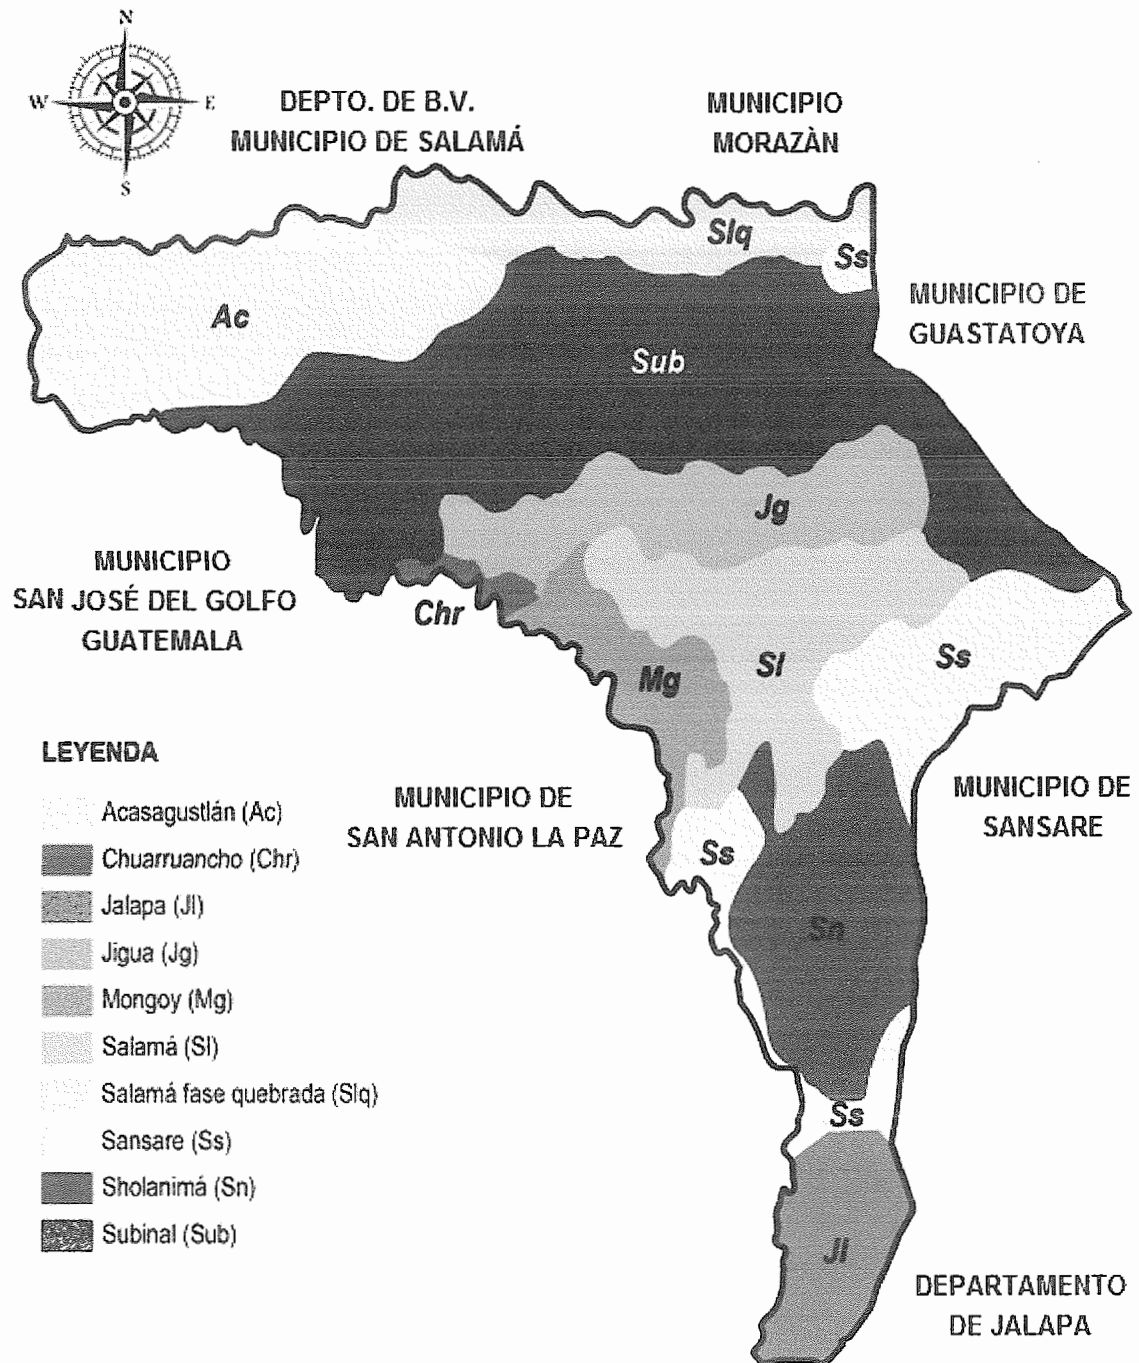 N
W E
S
DEPTO. DE B.V.
MUNICIPIO DE SALAMÁ
MUNICIPIO
MORAZÀN
Slq
Ss
MUNICIPIO DE
GUASTATOYA
Ac
Sub
Jg
MUNICIPIO
SAN JOSÉ DEL GOLFO
GUATEMALA
Chr
Mg
Sl
Ss
LEYENDA
Acasagustlán (Ac)
Chuarruancho (Chr)
Jalapa (Jl)
Jigua (Jg)
Mongoy (Mg)
Salamá (Sl)
Salamá fase quebrada (Slq)
Sansare (Ss)
Sholanimá (Sn)
Subinal (Sub)
MUNICIPIO DE
SAN ANTONIO LA PAZ
MUNICIPIO DE
SANSARE
Ss
Sn
Ss
Jl
DEPARTAMENTO
DE JALAPA